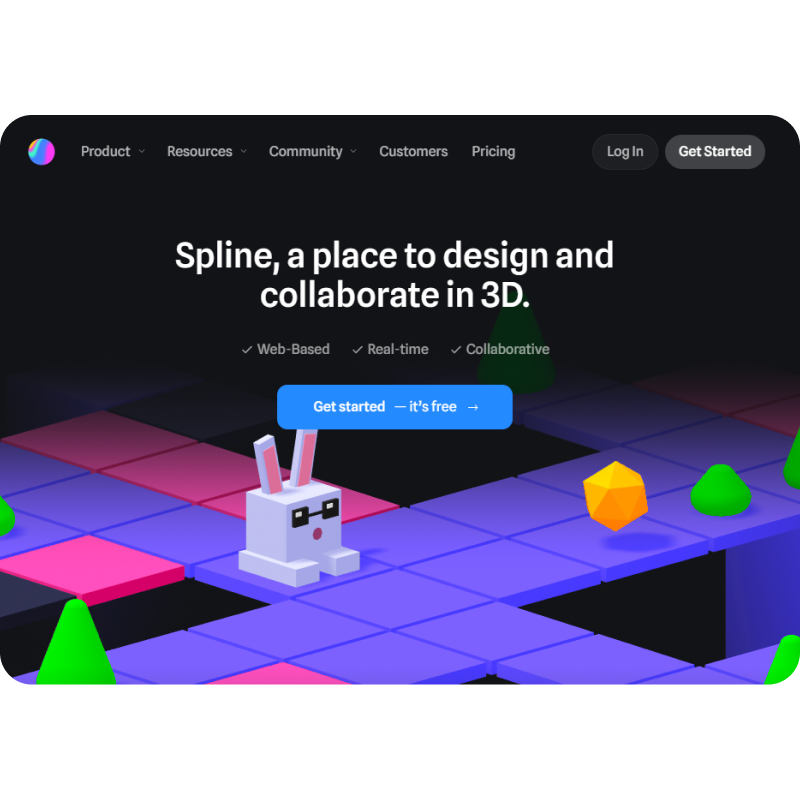 Product Resources Community Customers Pricing Log In Get Started
Spline, a place to design and
collaborate in 3D.
✓ Web-Based ✓ Real-time ✓ Collaborative
Get started — it's free →